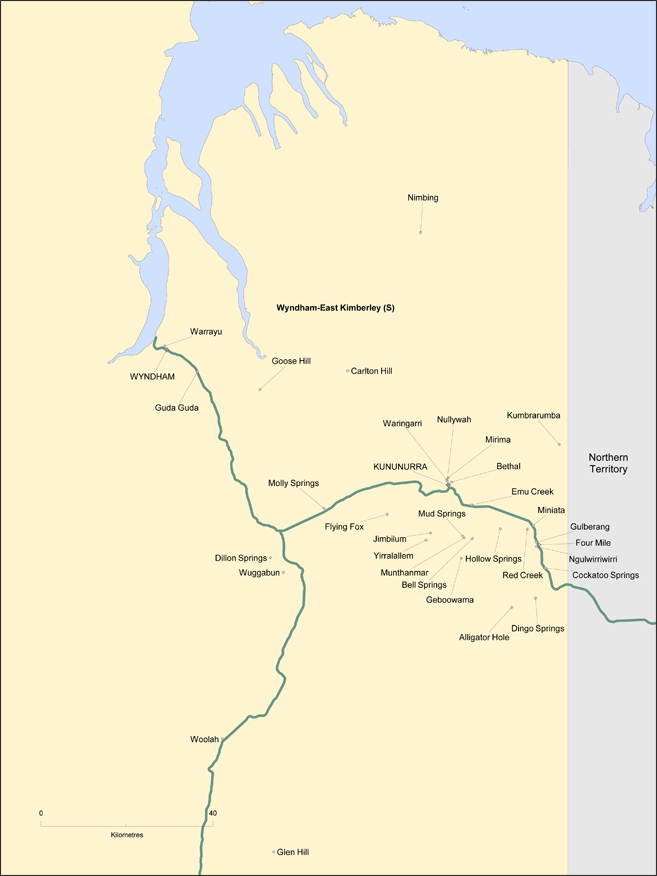 Nimbing
Wyndham-East Kimberley (S)
Warrayu
WYNDHAM
Goose Hill
Carlton Hill
Guda Guda
Kumbrarumba
Nullywah
Waringarri
Mirima
Northern
Territory
KUNUNURRA
Bethal
Molly Springs
Emu Creek
Miniata
Mud Springs
Flying Fox
Gulberang
Jimbilum
Four Mile
Yirralallem
Dillon Springs
Hollow Springs
Ngulwirriwirri
Wuggabun
Munthanmar
Red Creek
Cockatoo Springs
Bell Springs
Geboowama
Dingo Springs
Alligator Hole
Woolah
0
40
Kilometres
Glen Hill